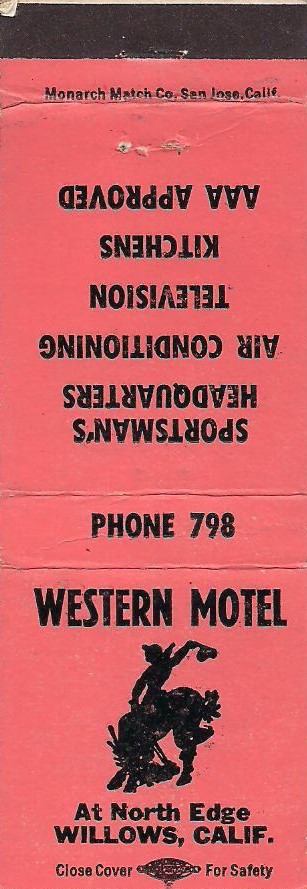 Monarch Match Co. San Jose, Calif.
SPORTSMAN'S
HEADQUARTERS
AIR CONDITIONING
TELEVISION
KITCHENS
AAA APPROVED
PHONE 798
WESTERN MOTEL
At North Edge
WILLOWS, CALIF.
Close Cover For Safety